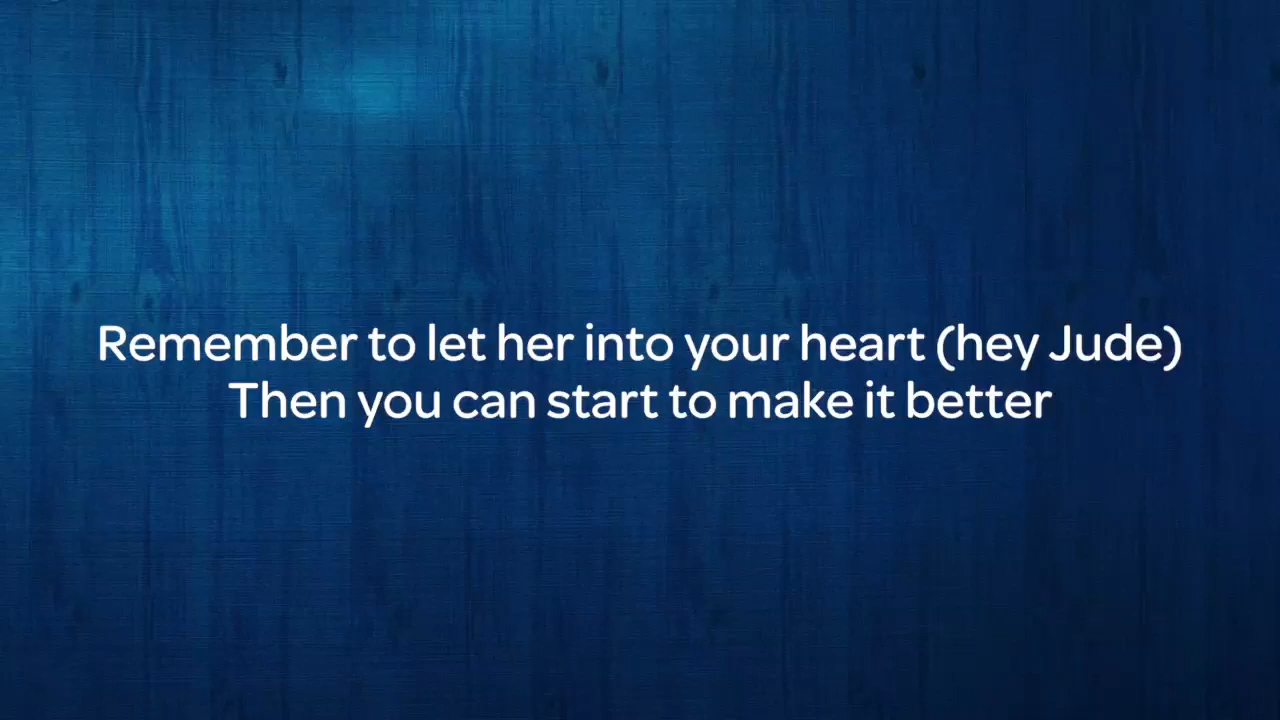 Remember to let her into your heart (hey Jude)
Then you can start to make it better